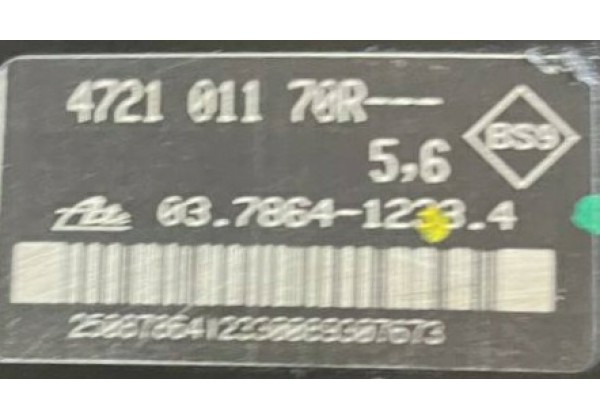 4721 011 70R---
BS9
5,6
Ate 03.7864-1233.4